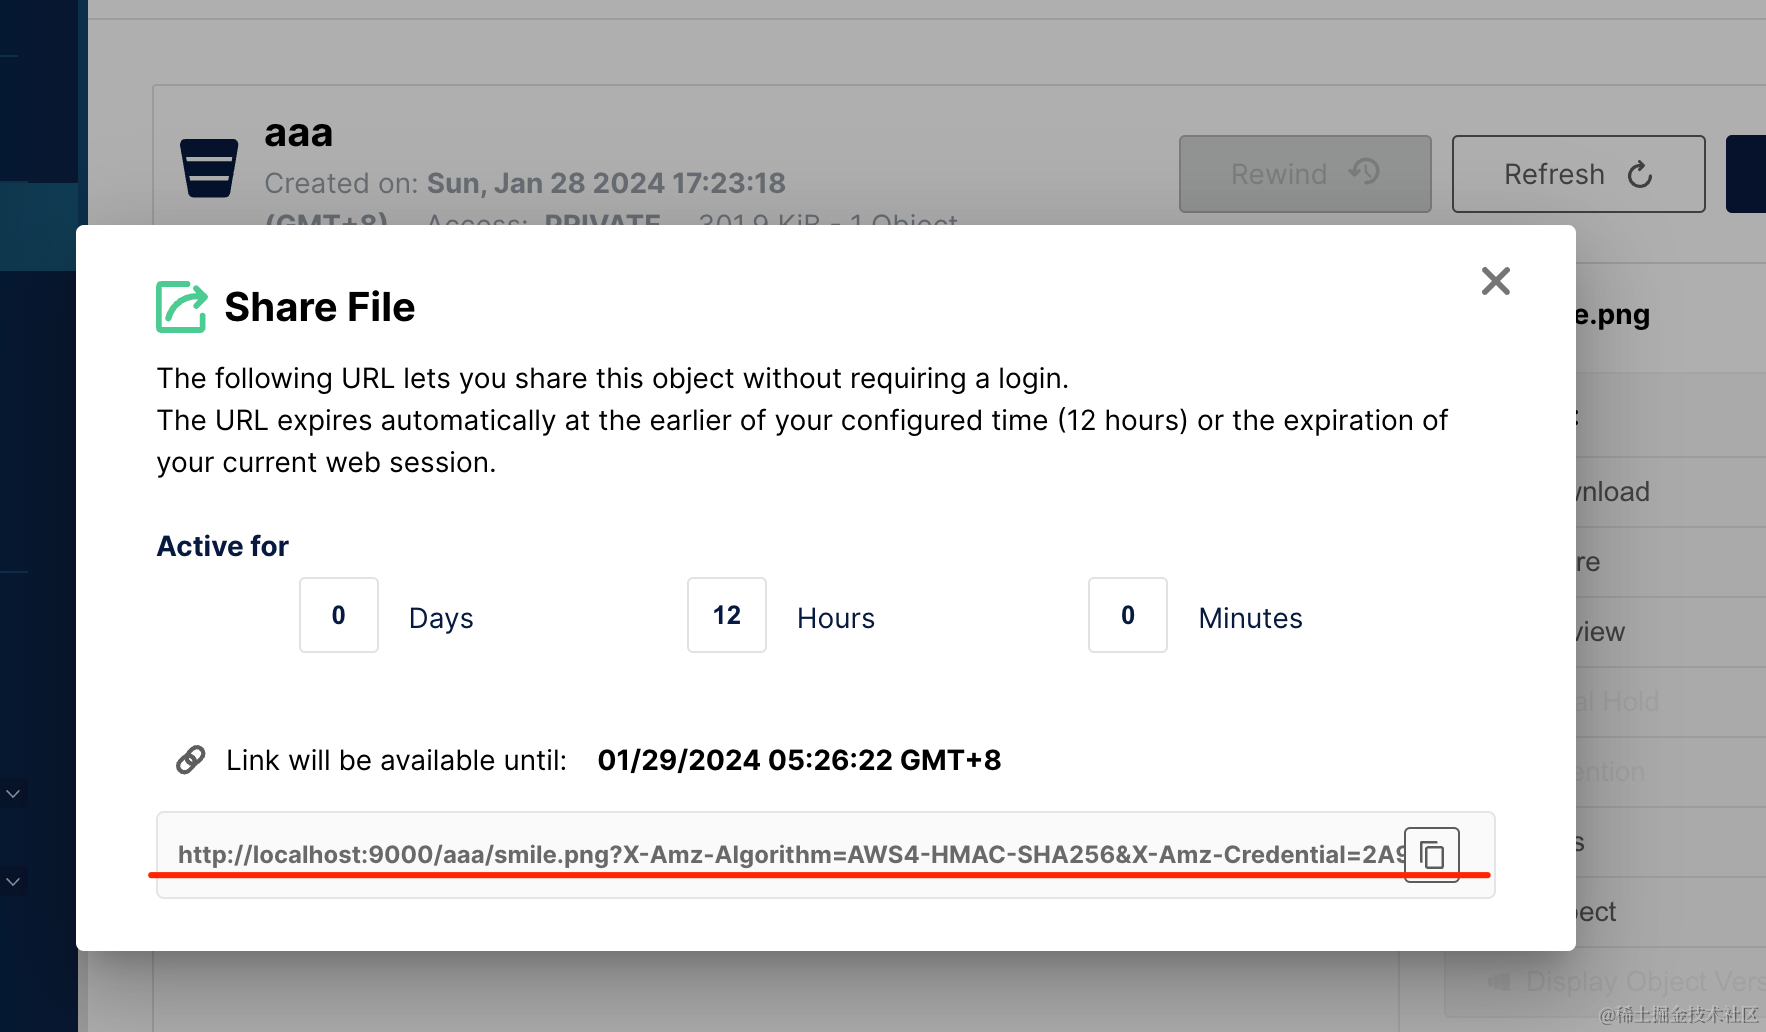 aaa
Created on: Sun, Jan 28 2024 17:23:18
(GMT+8) Access: PRIVATE 301.9 KiB - 1 Object
Rewind
Refresh
Share File
e.png
The following URL lets you share this object without requiring a login.
The URL expires automatically at the earlier of your configured time (12 hours) or the expiration of
your current web session.
wnload
Active for
re
0 Days 12 Hours 0 Minutes
view
al Hold
Link will be available until: 01/29/2024 05:26:22 GMT+8
ention
http://localhost:9000/aaa/smile.png?X-Amz-Algorithm=AWS4-HMAC-SHA256&X-Amz-Credential=2A9
s
pect
Display Object Vers
@稀土掘金技术社区